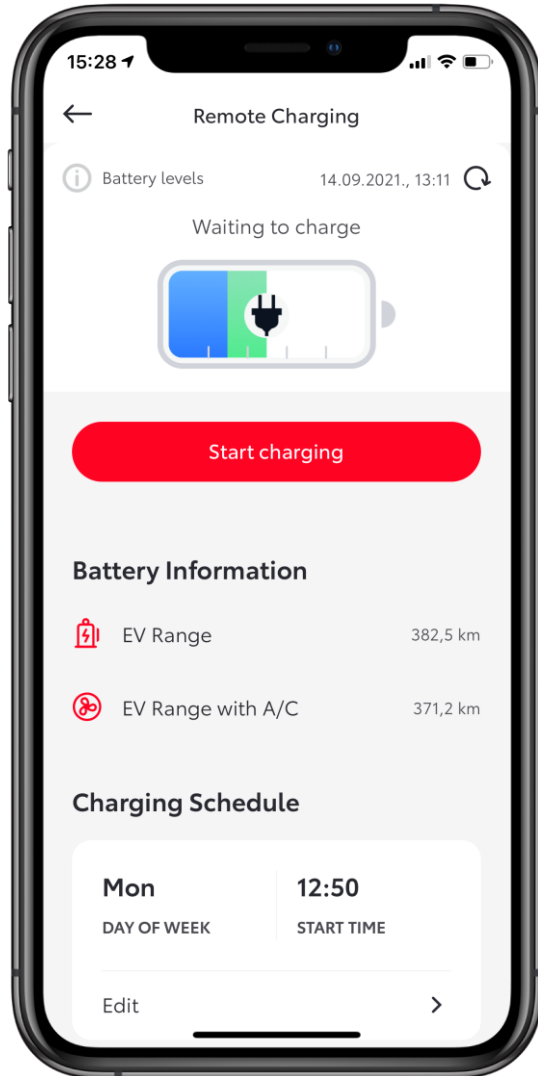 15:28
Remote Charging
Battery levels 14.09.2021., 13:11
Waiting to charge
Start charging
Battery Information
EV Range 382,5 km
EV Range with A/C 371,2 km
Charging Schedule
Mon 12:50
DAY OF WEEK START TIME
Edit